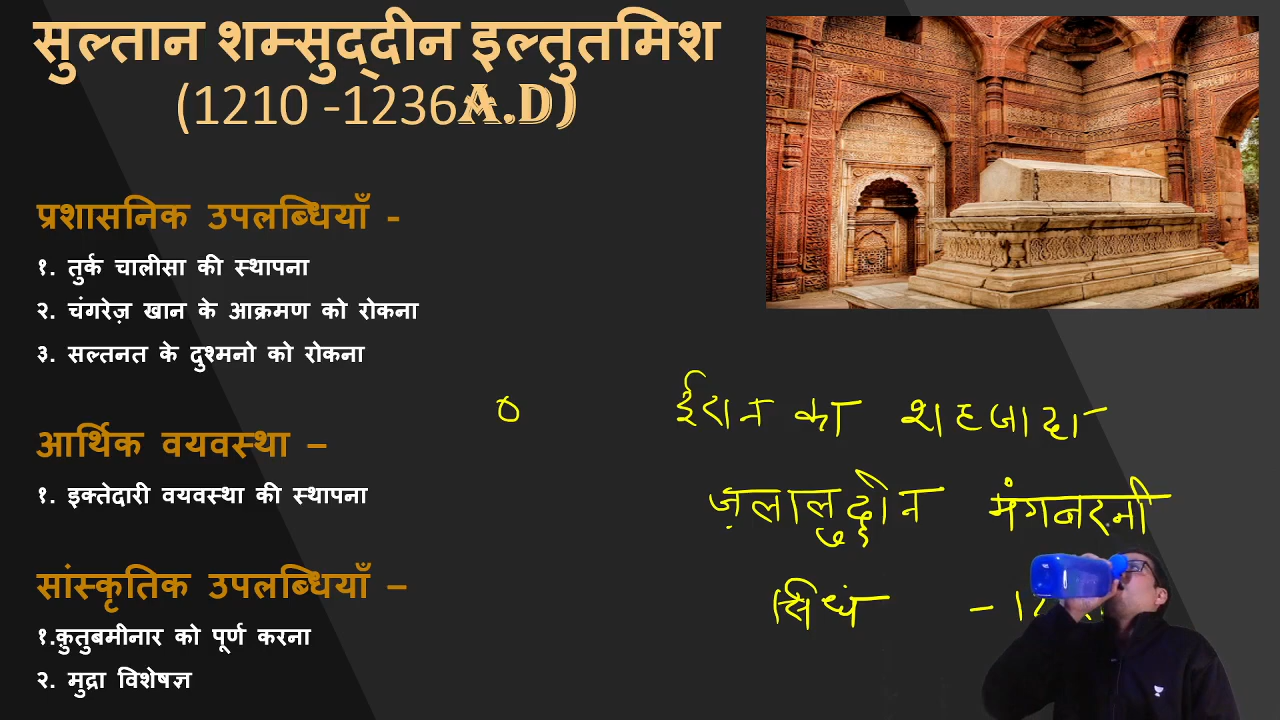 सुल्तान शम्सुद्दीन इल्तुतमिश
(1210 -1236A.D)
प्रशासनिक उपलब्धियाँ -
१. तुर्क चालीसा की स्थापना
२. चंगरेज़ खान के आक्रमण को रोकना
३. सल्तनत के दुश्मनो को रोकना
आर्थिक वयवस्था –
१. इक्तेदारी वयवस्था की स्थापना
सांस्कृतिक उपलब्धियाँ –
१.कुतुबमीनार को पूर्ण करना
२. मुद्रा विशेषज्ञ
ईरान का शहजादा
ज़लालुद्दीन मंगबरनी
सिंध